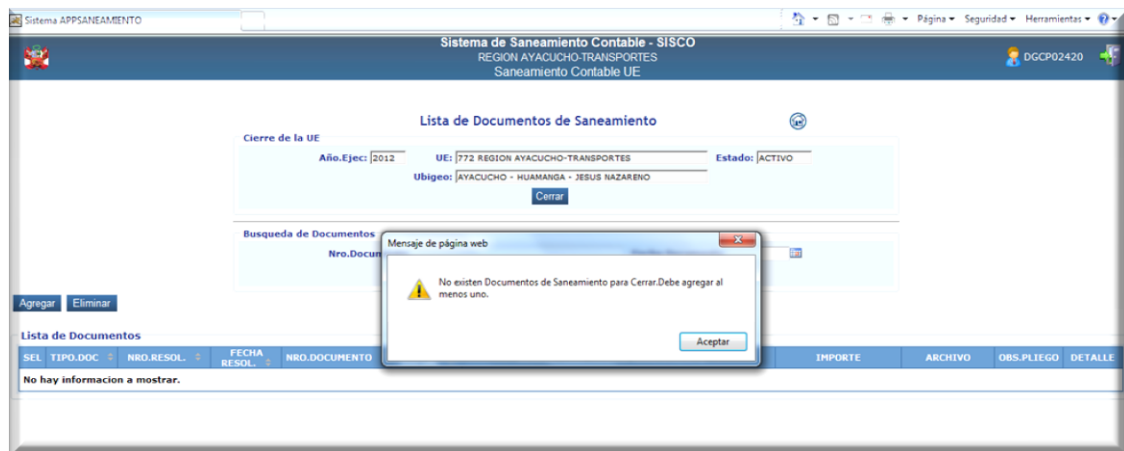 Sistema APPSANEAMIENTO
Página Seguridad Herramientas
Sistema de Saneamiento Contable - SISCO
REGION AYACUCHO-TRANSPORTES
Saneamiento Contable UE
DGCP02420
Lista de Documentos de Saneamiento
Cierre de la UE
Año.Ejec: 2012 UE: 772 REGION AYACUCHO-TRANSPORTES Estado: ACTIVO
Ubigeo: AYACUCHO - HUAMANGA - JESUS NAZARENO
Cerrar
Busqueda de Documentos
Mensaje de página web
Nro.Docum
No existen Documentos de Saneamiento para Cerrar.Debe agregar al
menos uno.
Agregar Eliminar
Aceptar
Lista de Documentos
SEL TIPO.DOC NRO.RESOL. FECHA RESOL. NRO.DOCUMENTO IMPORTE ARCHIVO OBS.PLIEGO DETALLE
No hay informacion a mostrar.